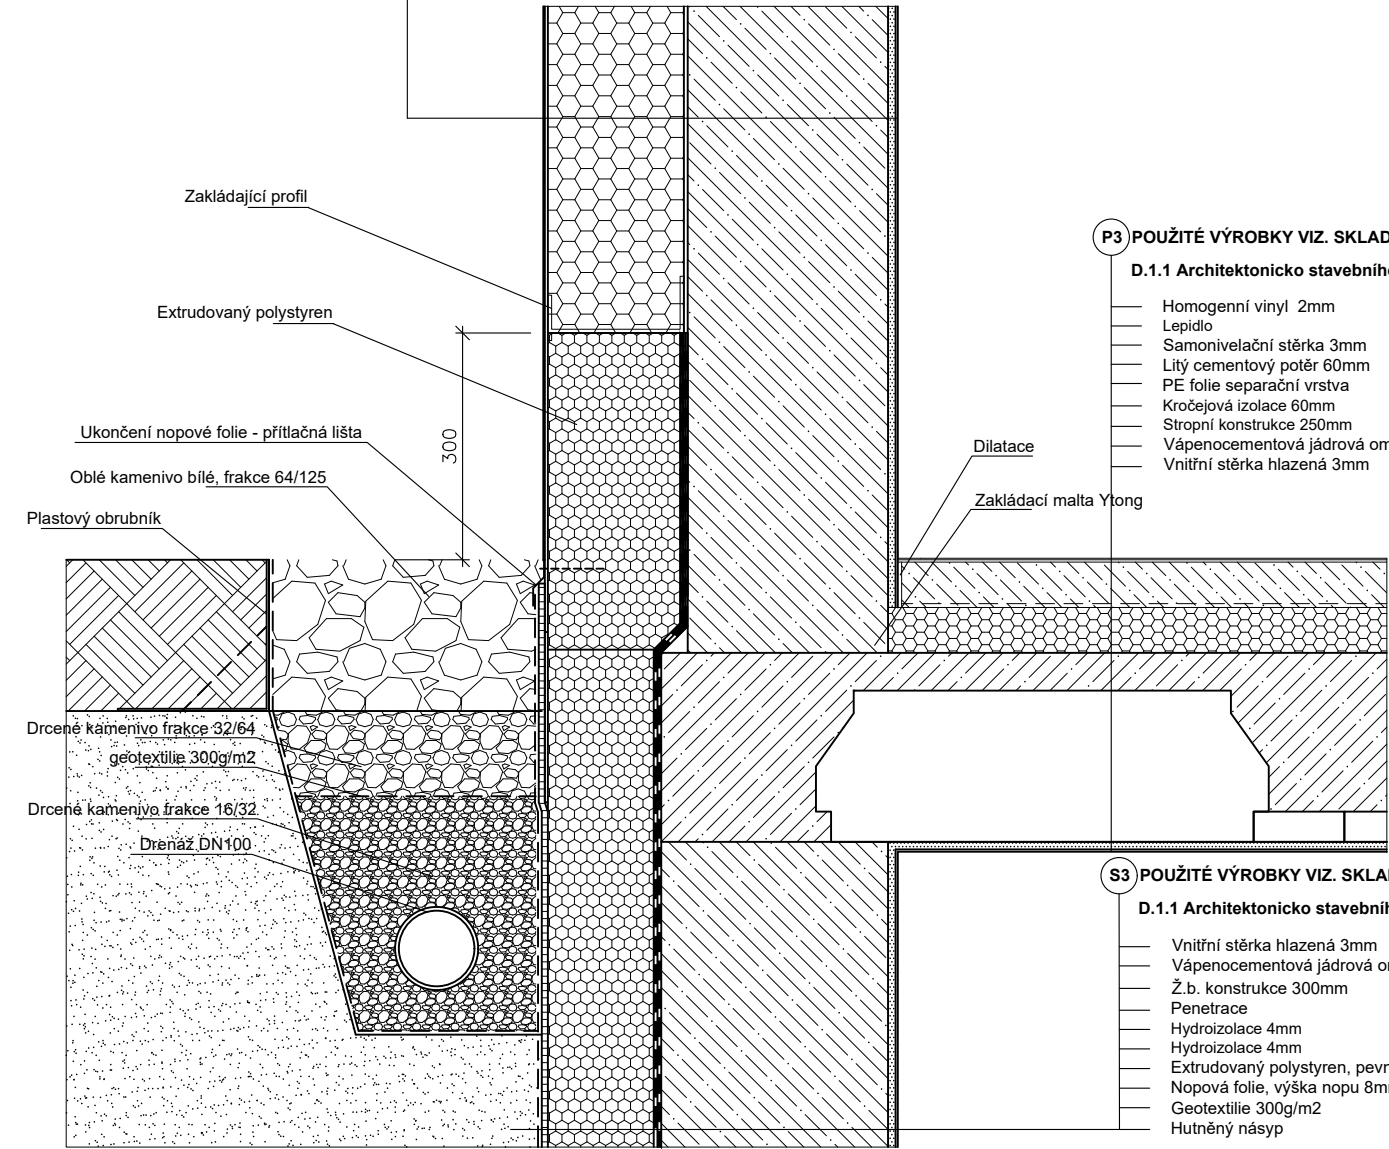 Zakládající profil
Extrudovaný polystyren
Ukončení nopové folie - přítlačná lišta
Oblé kamenivo bílé, frakce 64/125
Plastový obrubník
300
Drcené kamenivo frakce 32/64
geotextilie 300g/m2
Drcené kamenivo frakce 16/32
Drenáž DN100
Dilatace
Zakládací malta Ytong
P3 POUŽITÉ VÝROBKY VIZ. SKLAD
D.1.1 Architektonicko stavebního
Homogenní vinyl 2mm
Lepidlo
Samonivelační stěrka 3mm
Litý cementový potěr 60mm
PE folie separační vrstva
Kročejová izolace 60mm
Stropní konstrukce 250mm
Vápenocementová jádrová om
Vnitřní stěrka hlazená 3mm
S3 POUŽITÉ VÝROBKY VIZ. SKLA
D.1.1 Architektonicko stavebníh
Vnitřní stěrka hlazená 3mm
Vápenocementová jádrová o
Ž.b. konstrukce 300mm
Penetrace
Hydroizolace 4mm
Hydroizolace 4mm
Extrudovaný polystyren, pevn
Nopová folie, výška nopu 8m
Geotextilie 300g/m2
Hutněný násyp